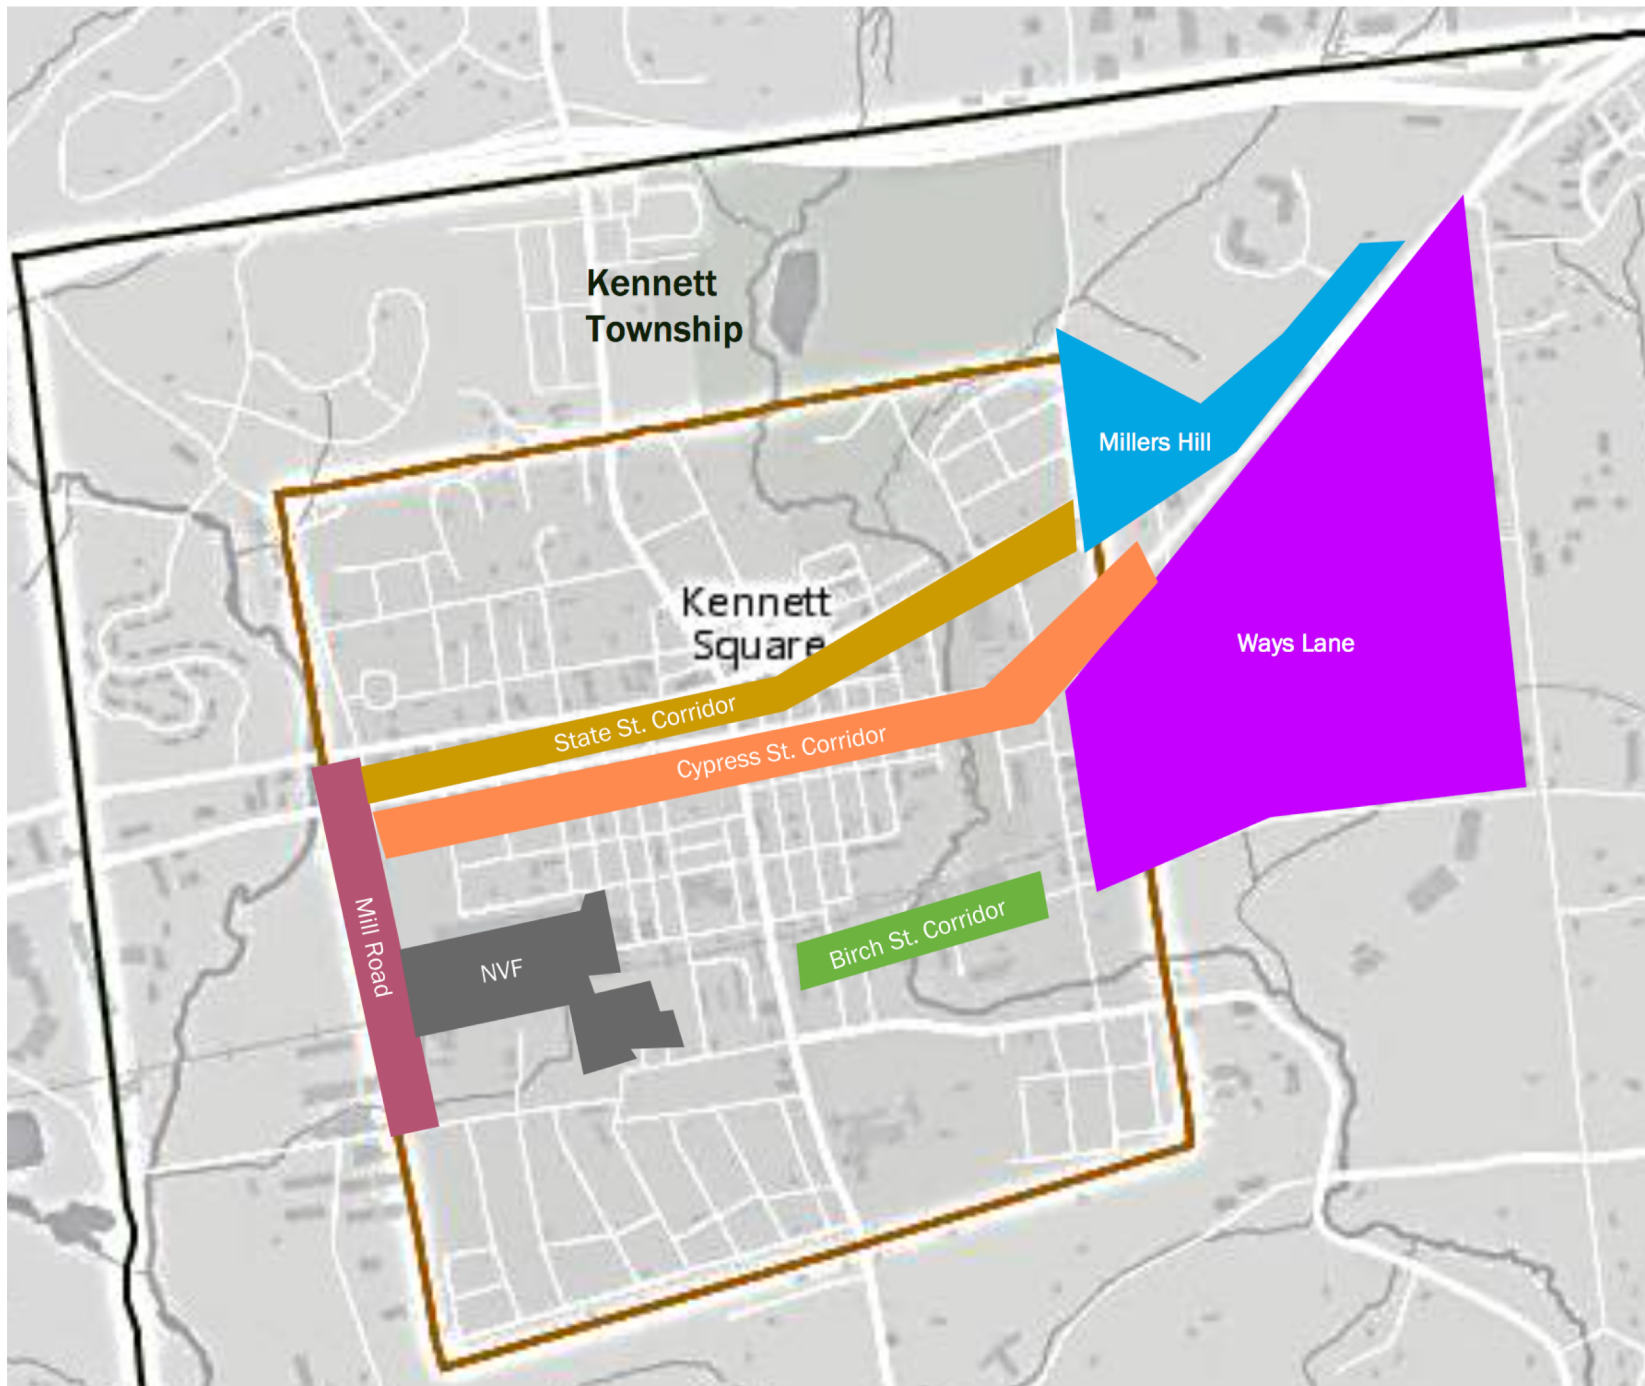 Kennett
Township
Millers Hill
Kennett
Square
Ways Lane
State St. Corridor
Cypress St. Corridor
Mill Road
Birch St. Corridor
NVF